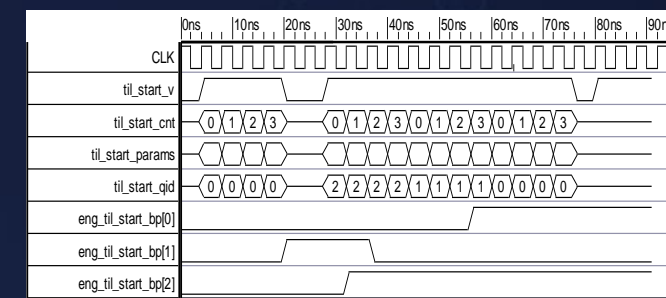 0ns 10ns 20ns 30ns 40ns 50ns 60ns 70ns 80ns 90n
CLK
til_start_v
til_start_cnt 0 1 2 3 0 1 2 3 0 1 2 3 0 1 2 3
til_start_params
til_start_qid 0 0 0 0 2 2 2 2 1 1 1 1 0 0 0 0
eng_til_start_bp[0]
eng_til_start_bp[1]
eng_til_start_bp[2]